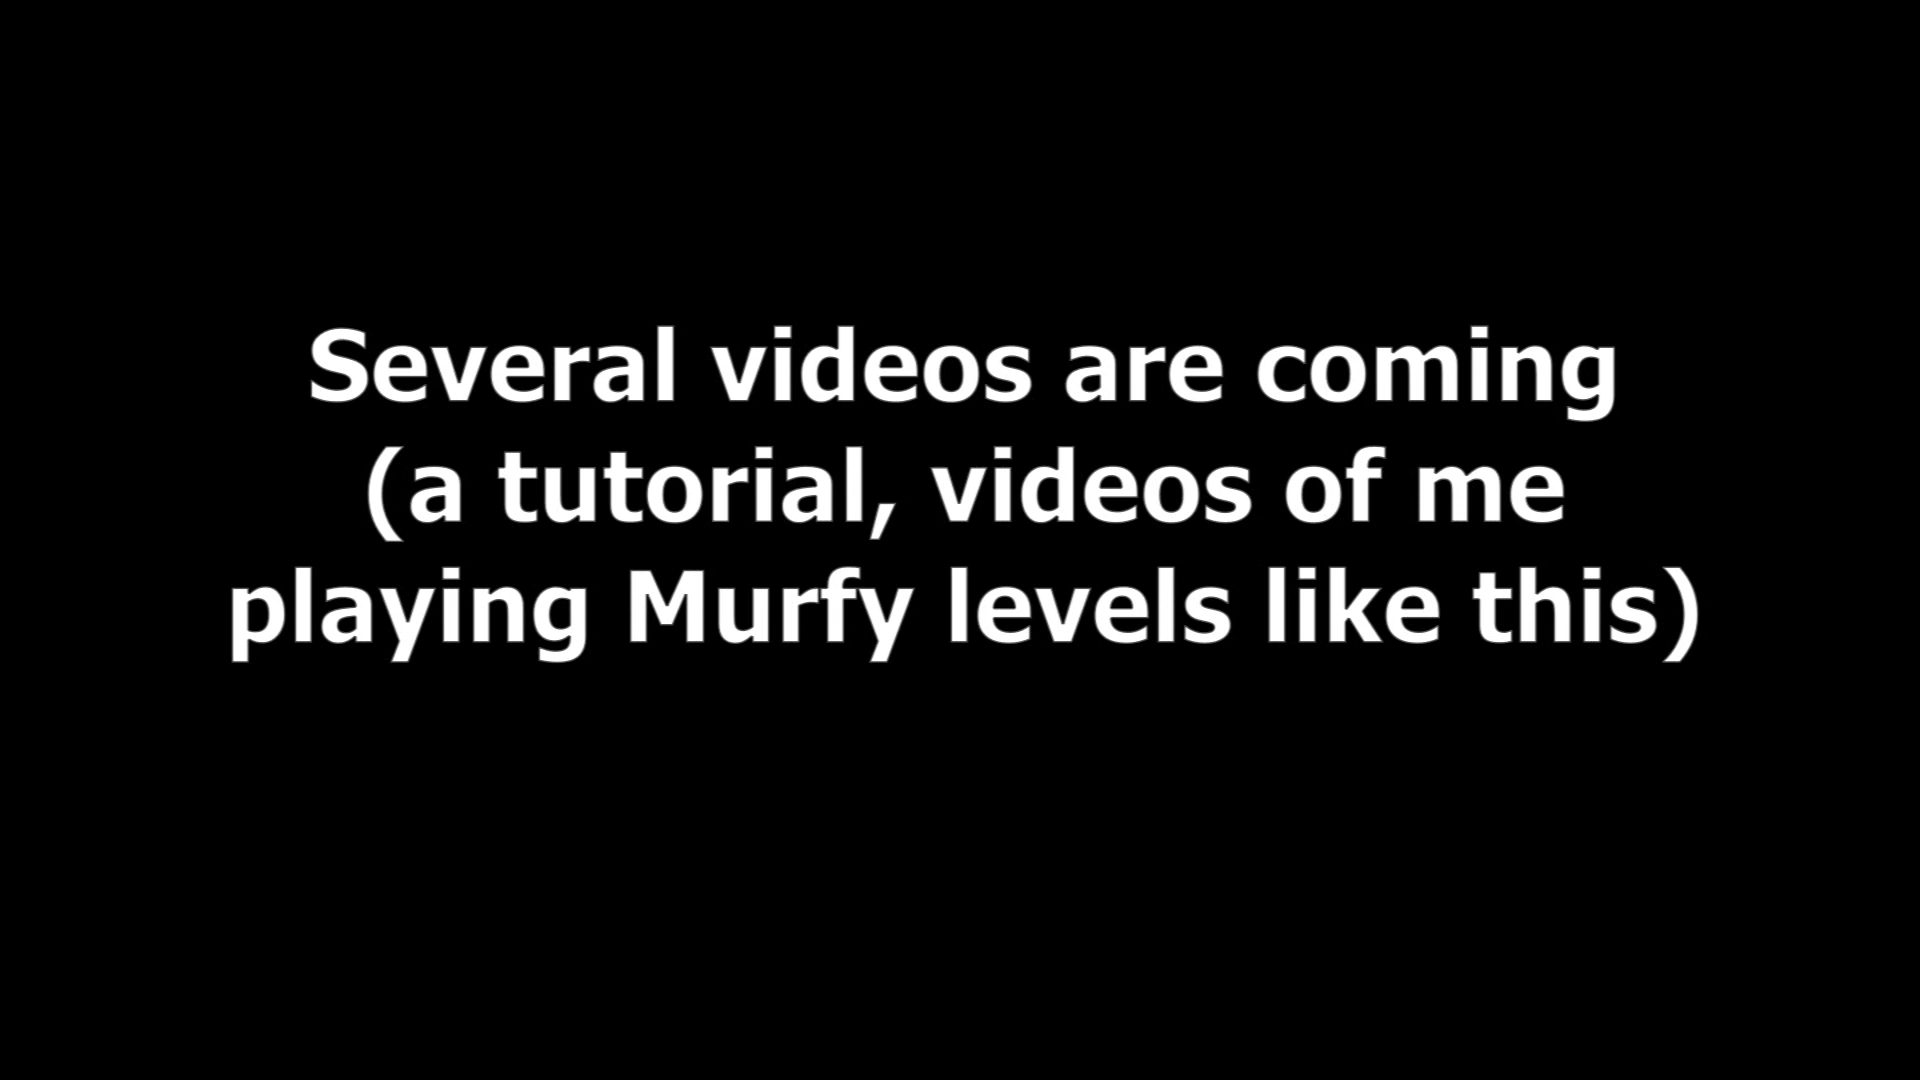 Several videos are coming
(a tutorial, videos of me
playing Murfy levels like this)